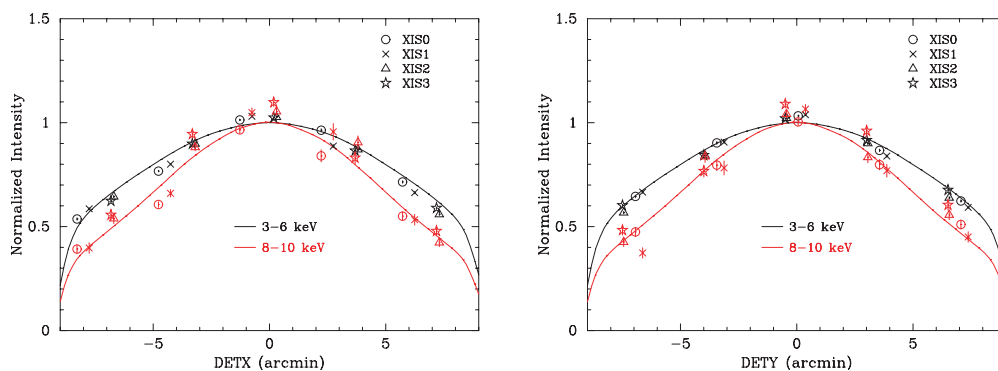 1.5
1
0.5
0
Normalized Intensity
XIS0
XIS1
XIS2
XIS3
3−6 keV
8−10 keV
−5
0
5
DETX (arcmin)
1.5
1
0.5
0
Normalized Intensity
XIS0
XIS1
XIS2
XIS3
3−6 keV
8−10 keV
−5
0
5
DETY (arcmin)